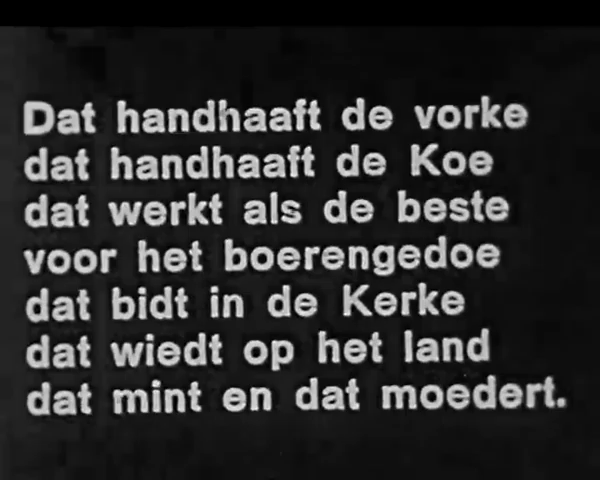 Dat handhaaft de vorke
dat handhaaft de Koe
dat werkt als de beste
voor het boerengedoe
dat bidt in de Kerke
dat wiedt op het land
dat mint en dat moedert.